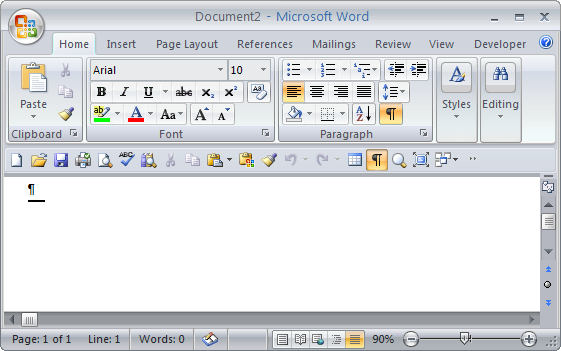 Document2 - Microsoft Word
Home Insert Page Layout References Mailings Review View Developer
Arial 10
Paste
B I U abc x₂ x²
ab A Aa A A
Styles Editing
Clipboard Font Paragraph
ABC
¶
Page: 1 of 1 Line: 1 Words: 0 90%